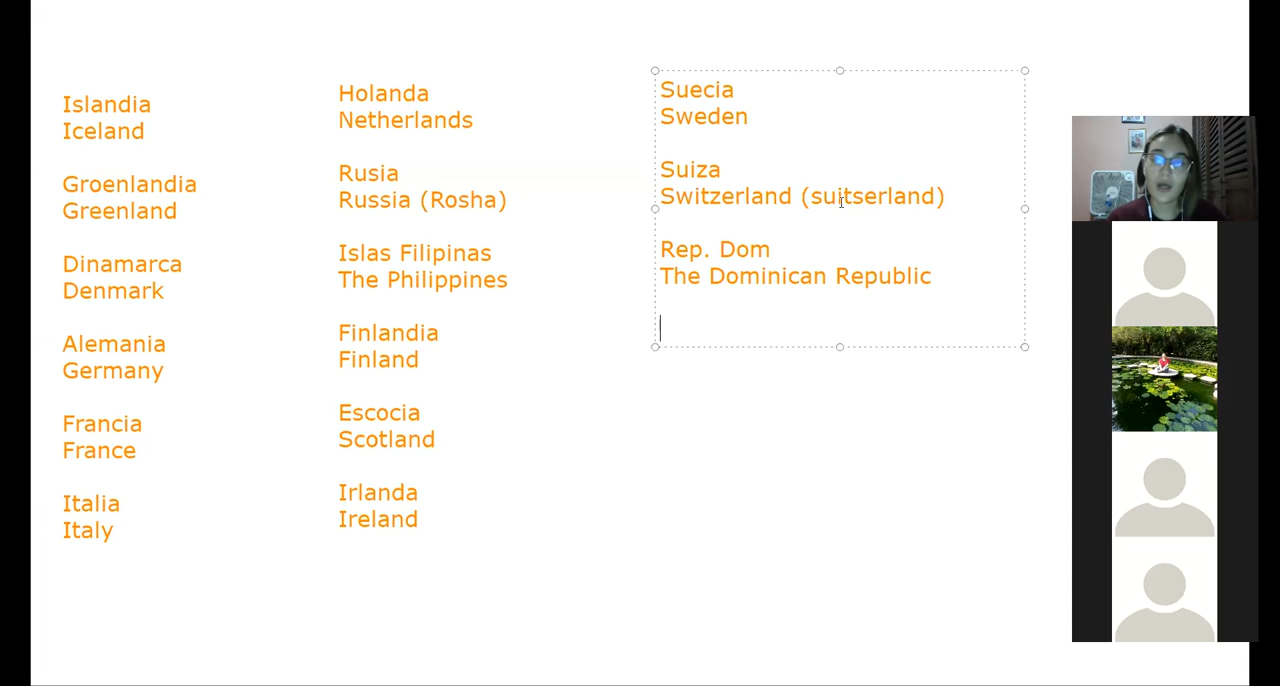 Islandia
Iceland
Groenlandia
Greenland
Dinamarca
Denmark
Alemania
Germany
Francia
France
Italia
Italy
Holanda
Netherlands
Rusia
Russia (Rosha)
Islas Filipinas
The Philippines
Finlandia
Finland
Escocia
Scotland
Irlanda
Ireland
Suecia
Sweden
Suiza
Switzerland (suitserland)
Rep. Dom
The Dominican Republic